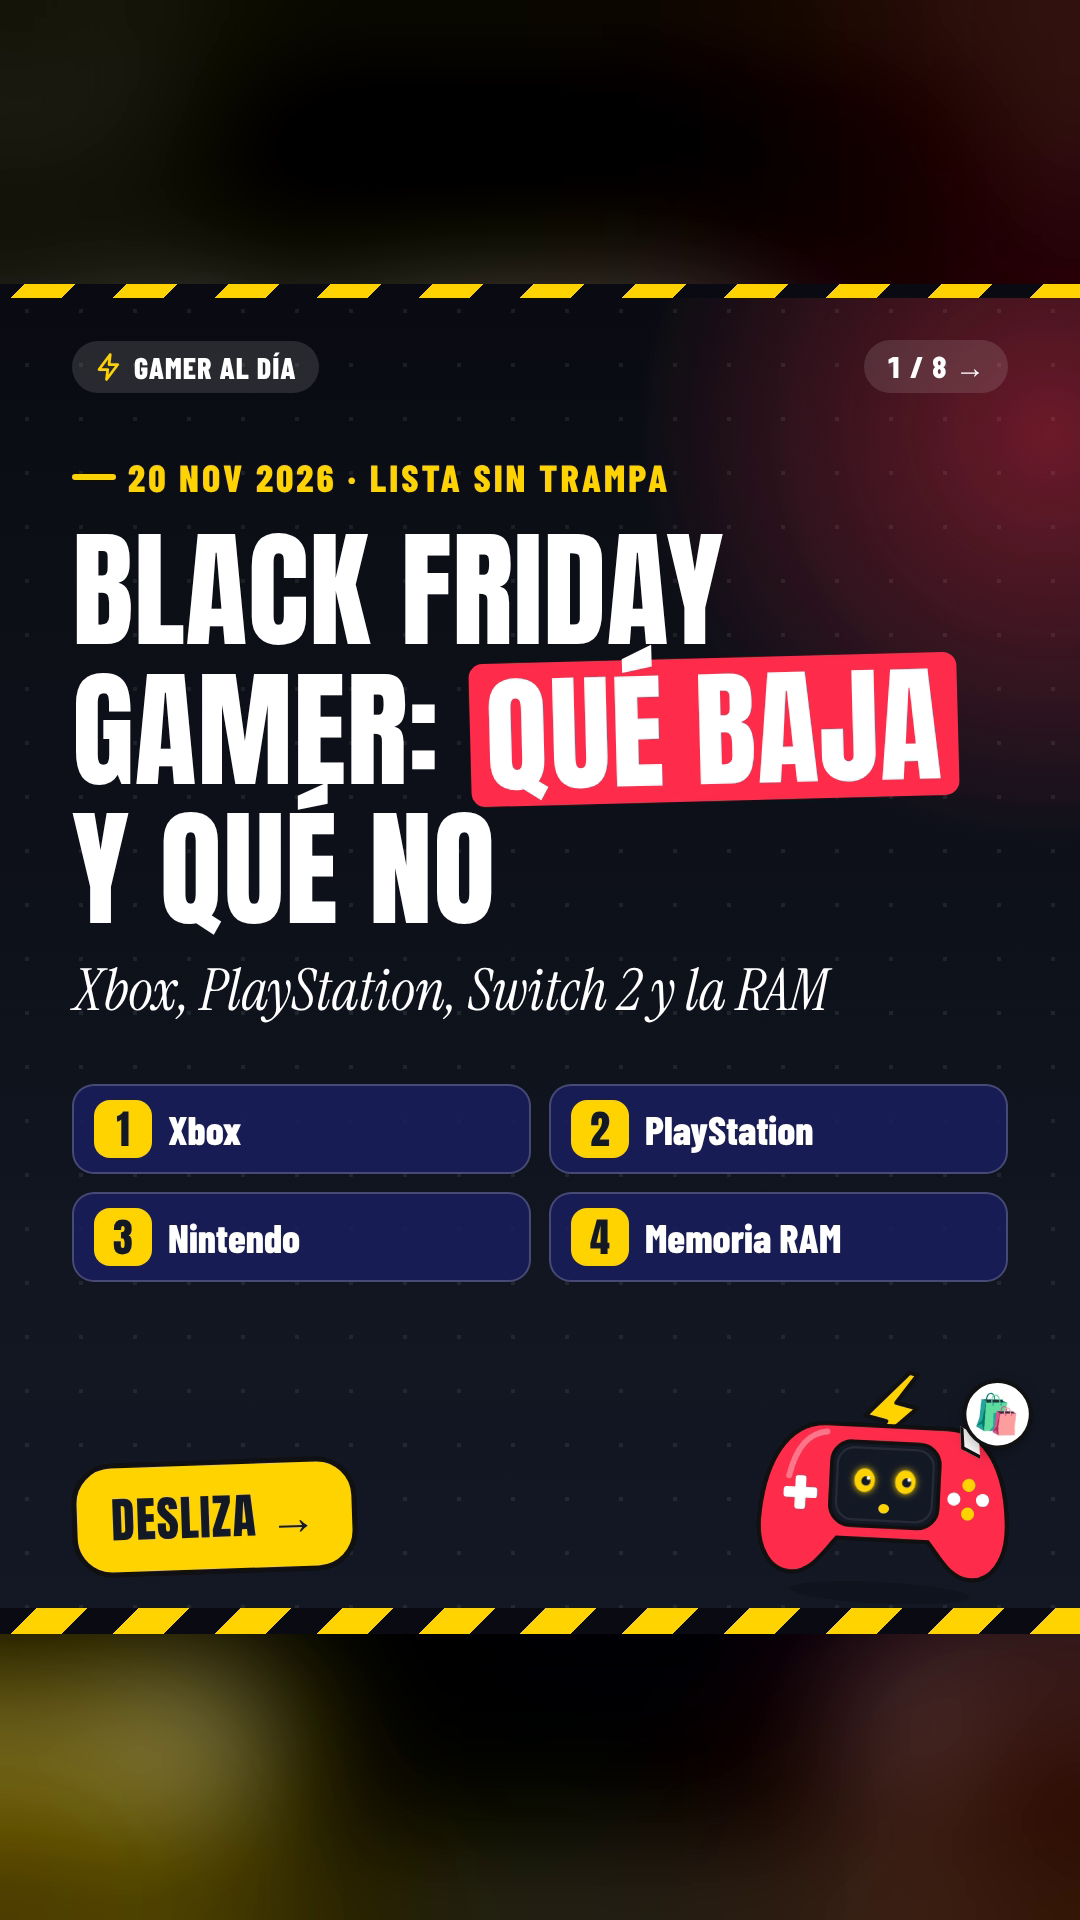 GAMER AL DÍA
1 / 8 →
20 NOV 2026 · LISTA SIN TRAMPA
BLACK FRIDAY
GAMER: QUÉ BAJA
Y QUÉ NO
Xbox, PlayStation, Switch 2 y la RAM
1 Xbox
2 PlayStation
3 Nintendo
4 Memoria RAM
DESLIZA →